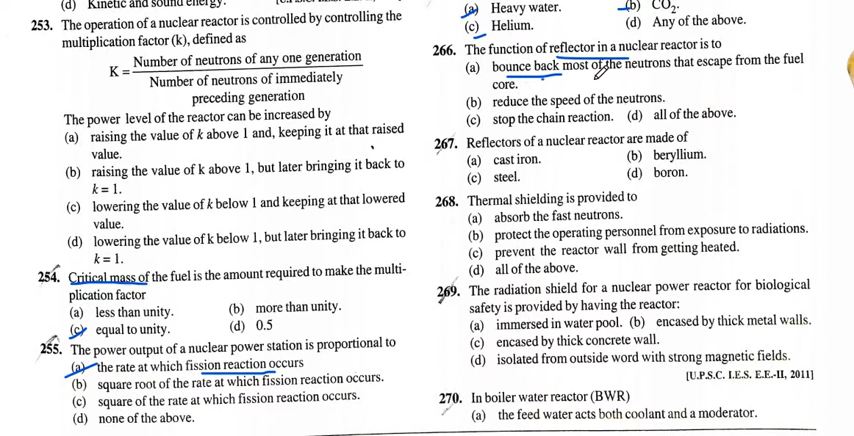 (d) Kinetic and sound energy.
253. The operation of a nuclear reactor is controlled by controlling the
multiplication factor (k), defined as
K = Number of neutrons of any one generation
Number of neutrons of immediately
preceding generation
The power level of the reactor can be increased by
(a) raising the value of k above 1 and, keeping it at that raised
value.
(b) raising the value of k above 1, but later bringing it back to
k = 1.
(c) lowering the value of k below 1 and keeping at that lowered
value.
(d) lowering the value of k below 1, but later bringing it back to
k = 1.
254. Critical mass of the fuel is the amount required to make the multi-
plication factor
(a) less than unity. (b) more than unity.
(c) equal to unity. (d) 0.5
255. The power output of a nuclear power station is proportional to
(a) the rate at which fission reaction occurs
(b) square root of the rate at which fission reaction occurs.
(c) square of the rate at which fission reaction occurs.
(d) none of the above.
(a) Heavy water. (b) CO2.
(c) Helium. (d) Any of the above.
266. The function of reflector in a nuclear reactor is to
(a) bounce back most of the neutrons that escape from the fuel
core.
(b) reduce the speed of the neutrons.
(c) stop the chain reaction. (d) all of the above.
267. Reflectors of a nuclear reactor are made of
(a) cast iron. (b) beryllium.
(c) steel. (d) boron.
268. Thermal shielding is provided to
(a) absorb the fast neutrons.
(b) protect the operating personnel from exposure to radiations.
(c) prevent the reactor wall from getting heated.
(d) all of the above.
269. The radiation shield for a nuclear power reactor for biological
safety is provided by having the reactor:
(a) immersed in water pool. (b) encased by thick metal walls.
(c) encased by thick concrete wall.
(d) isolated from outside word with strong magnetic fields.
[U.P.S.C. I.E.S. E.E.-II, 2011]
270. In boiler water reactor (BWR)
(a) the feed water acts both coolant and a moderator.